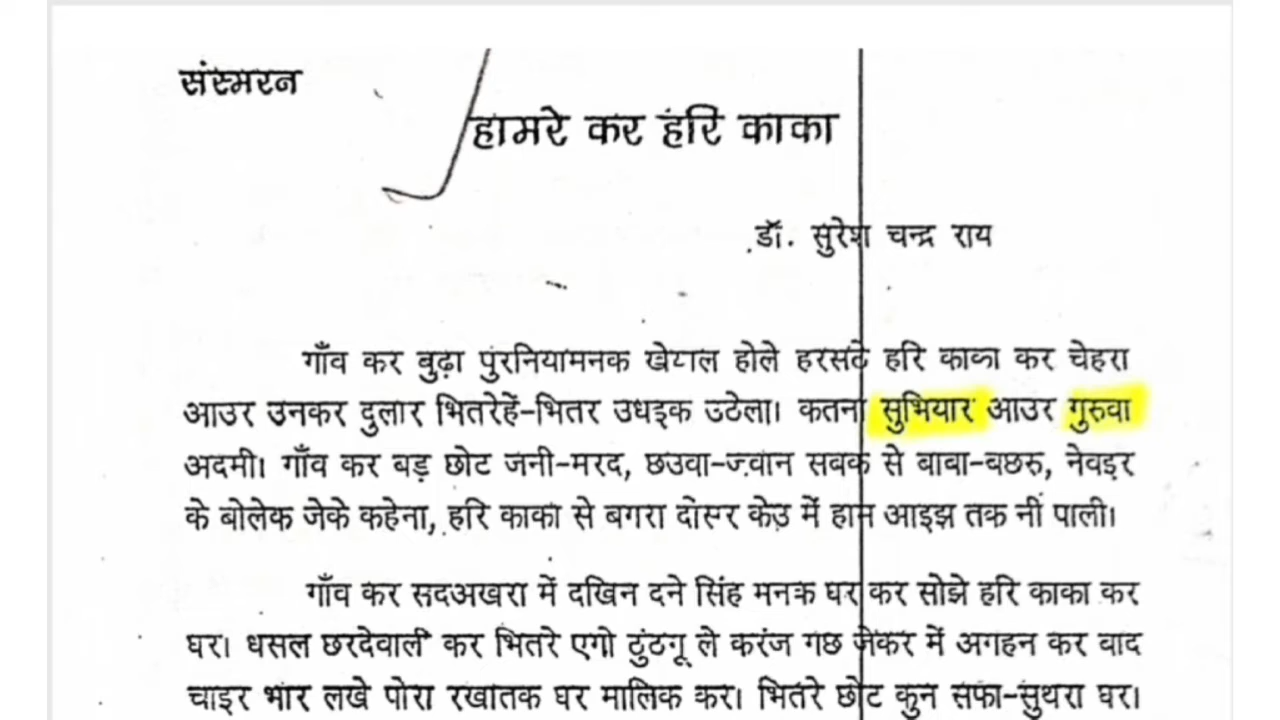 संस्मरन
हामरे कर हरि काका
डॉ. सुरेश चन्द्र राय
गाँव कर बुढ़ा पुरनियामनक खेटाल होले हरसठे हरि काका कर चेहरा
आउर उनकर दुलार भितरेहें-भितर उधइक उठेला। कतना सुभियार आउर गुरुवा
अदमी। गाँव कर बड़ छोट जनी-मरद, छउवा-ज्वान सबक से बाबा-बछरु, नेवइर
के बोलेक जेके कहेना, हरि काका से बगरा दोसर केउ में हाम आइझ तक नीं पाली।
गाँव कर सदअखरा में दखिन दने सिंह मनक घर कर सोझे हरि काका कर
घर। धसल छरदेवाली कर भितरे एगो ठुंठगू ले करंज गछ जेकर में अगहन कर बाद
चाइर भार लखे पोरा रखातक घर मालिक कर। भितरे छोट कुन सफा-सुथरा घर।